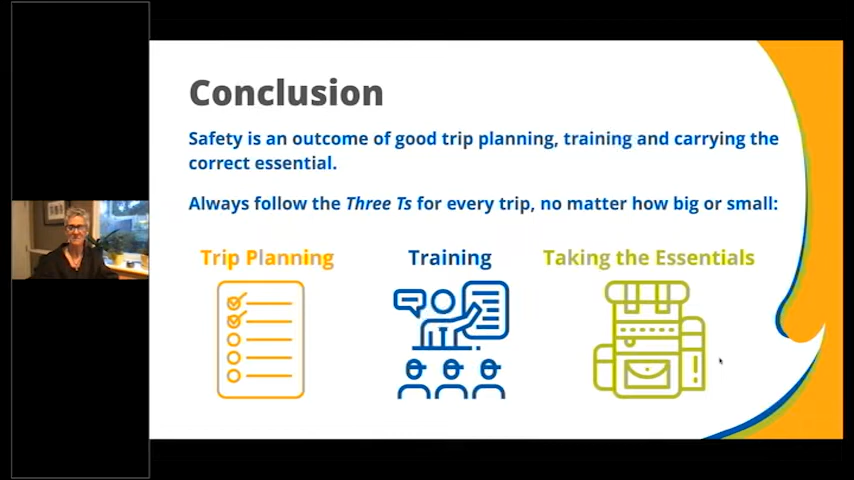 Conclusion
Safety is an outcome of good trip planning, training and carrying the
correct essential.
Always follow the Three Ts for every trip, no matter how big or small:
Trip Planning
Training
Taking the Essentials